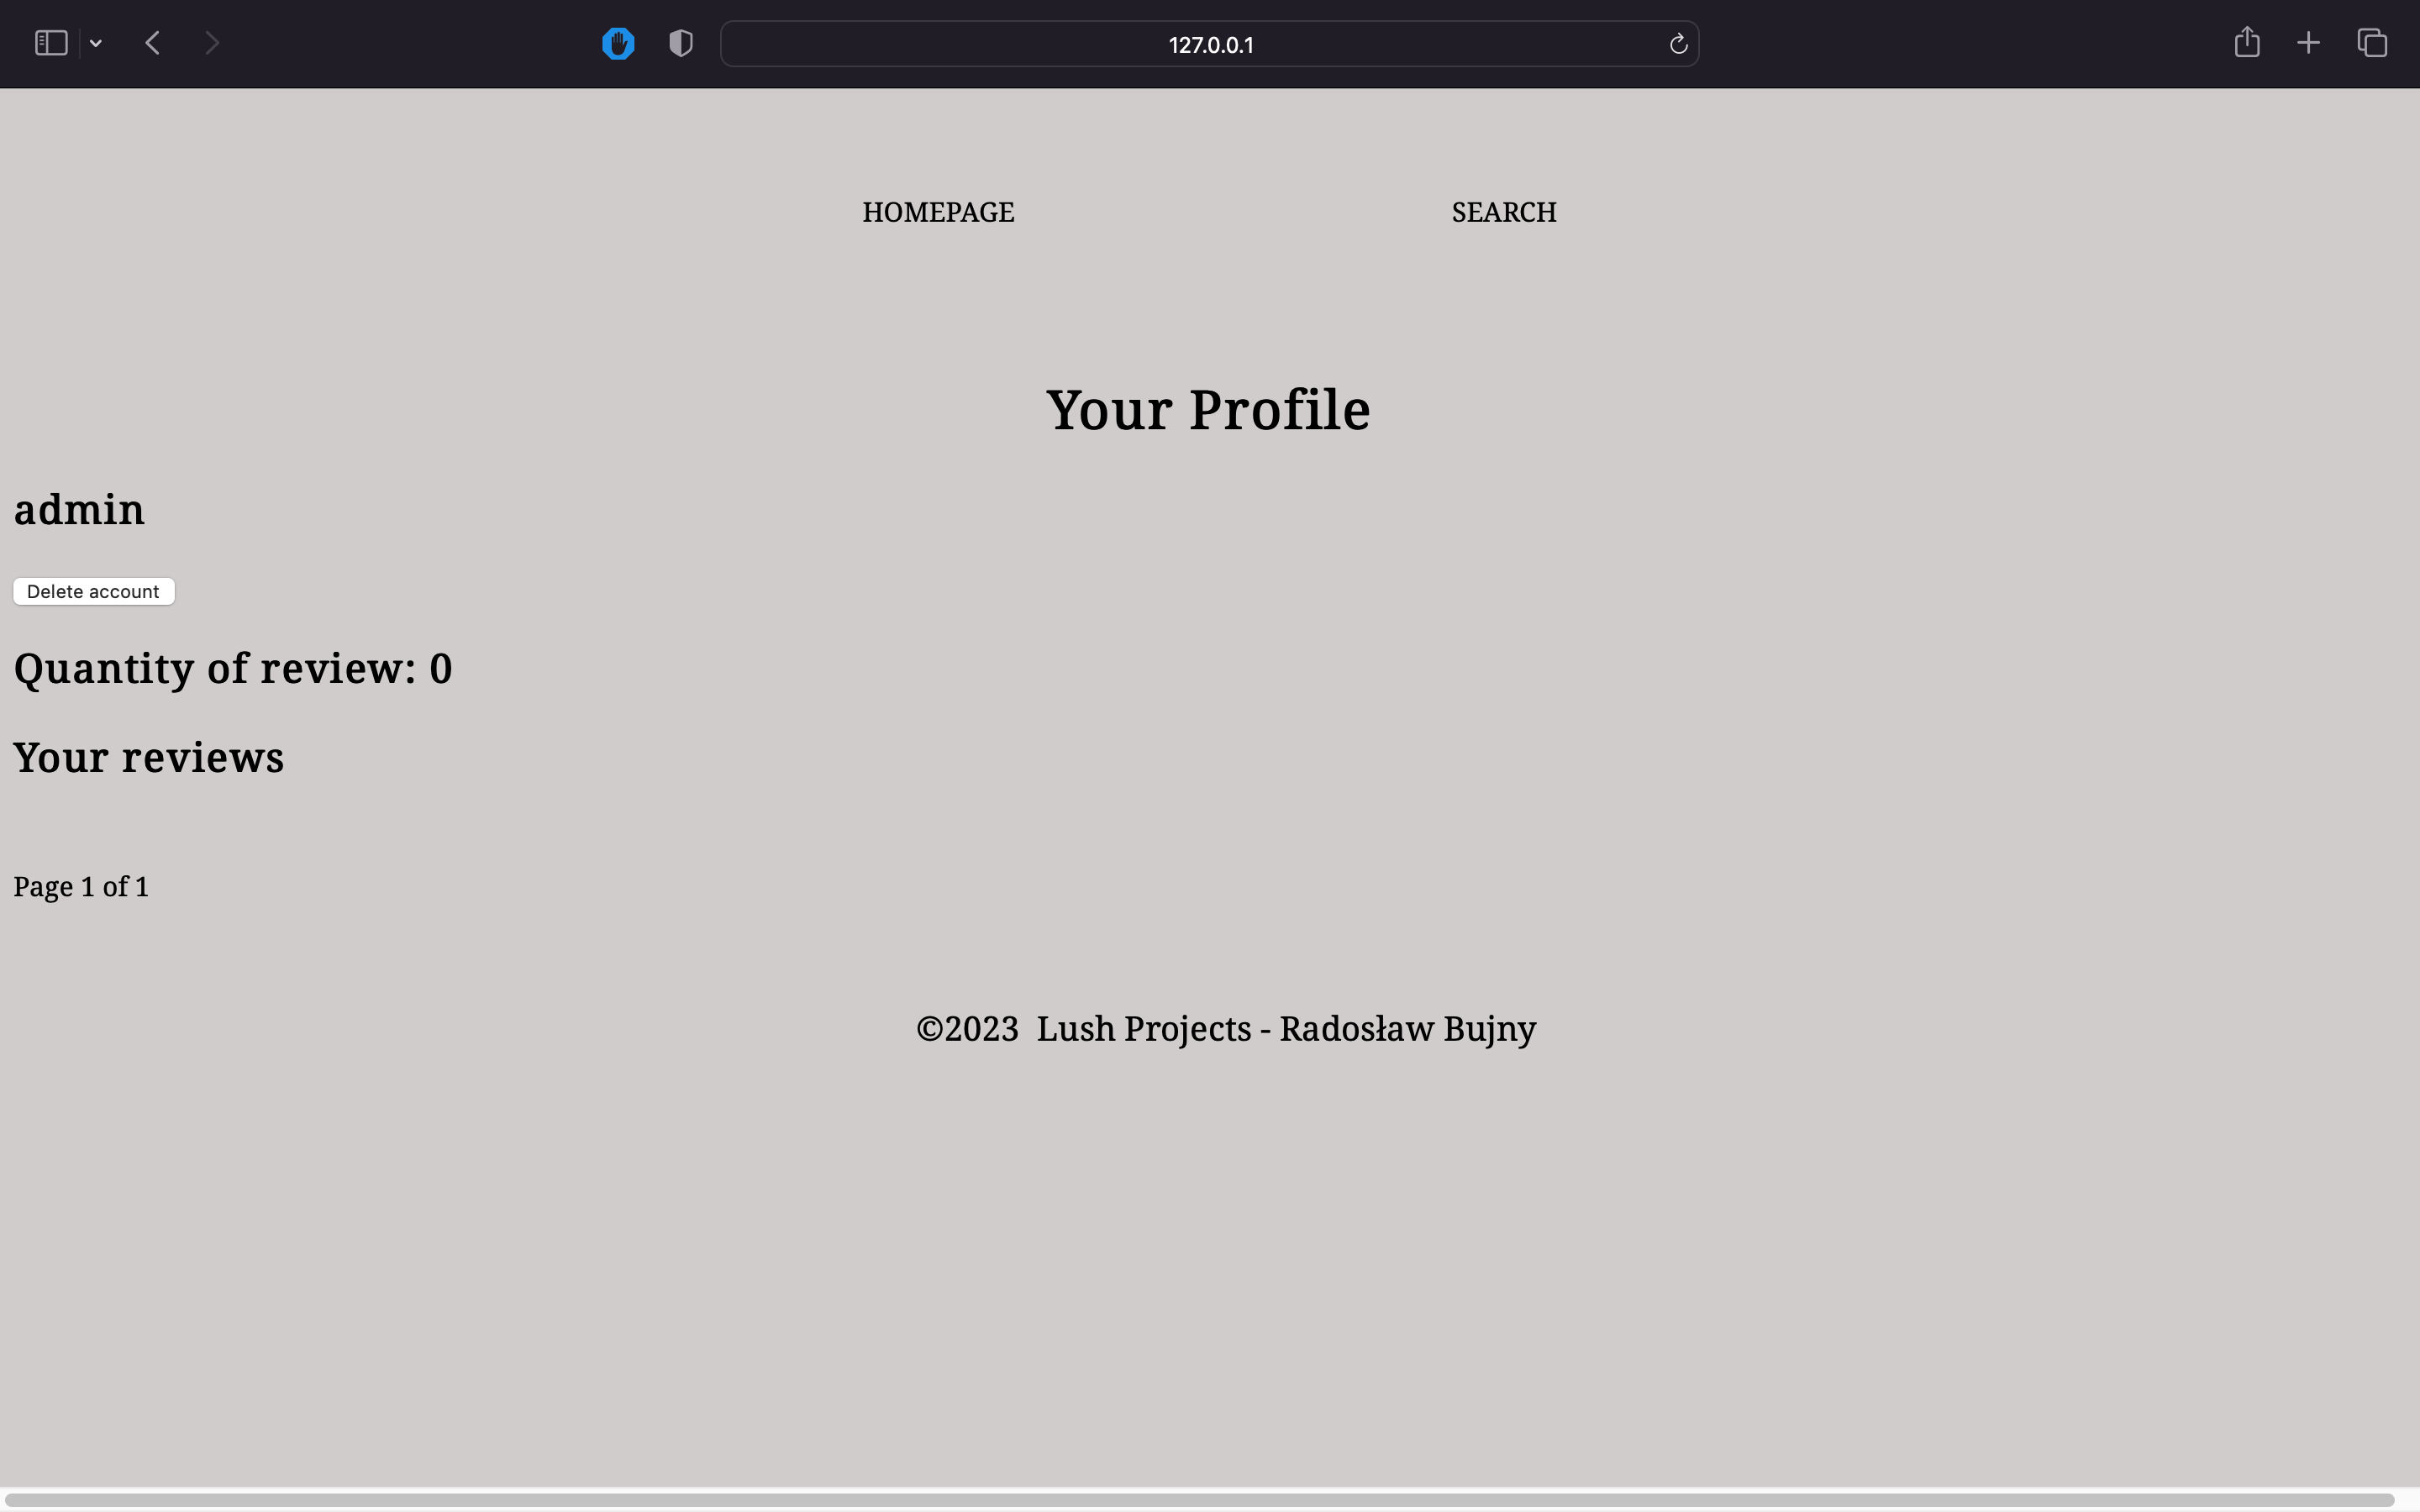 127.0.0.1
HOMEPAGE SEARCH
Your Profile
admin
Delete account
Quantity of review: 0
Your reviews
Page 1 of 1
©2023 Lush Projects - Radosław Bujny